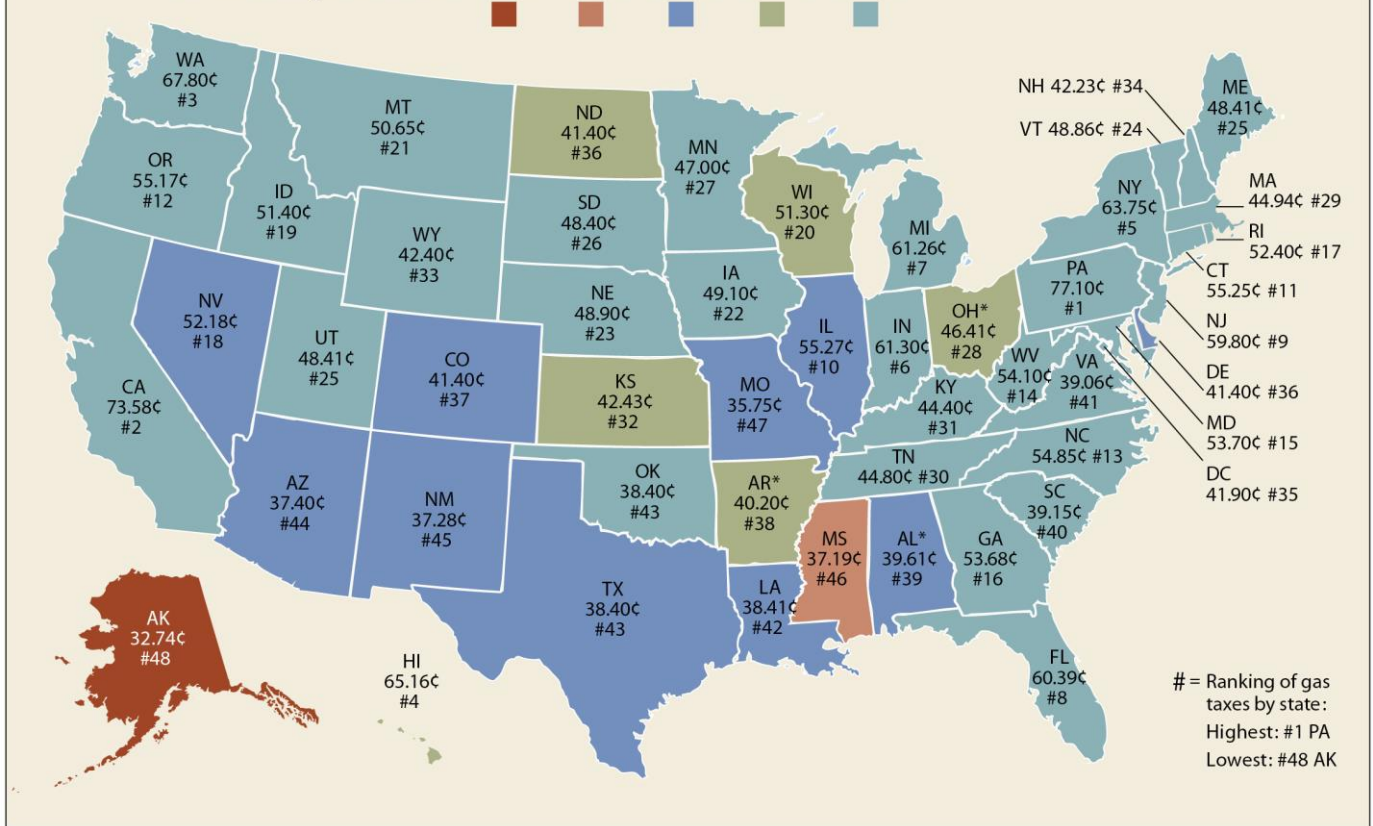 WA
67.80¢
#3
MT
50.65¢
#21
ND
41.40¢
#36
MN
47.00¢
#27
NH 42.23¢ #34
VT 48.86¢ #24
ME
48.41¢
#25
OR
55.17¢
#12
ID
51.40¢
#19
WY
42.40¢
#33
SD
48.40¢
#26
WI
51.30¢
#20
MI
61.26¢
#7
NY
63.75¢
#5
MA
44.94¢ #29
RI
52.40¢ #17
CT
55.25¢ #11
NJ
59.80¢ #9
DE
41.40¢ #36
MD
53.70¢ #15
DC
41.90¢ #35
NV
52.18¢
#18
UT
48.41¢
#25
CO
41.40¢
#37
NE
48.90¢
#23
IA
49.10¢
#22
IL
55.27¢
#10
IN
61.30¢
#6
OH*
46.41¢
#28
PA
77.10¢
#1
WV
54.10¢
#14
VA
39.06¢
#41
CA
73.58¢
#2
KS
42.43¢
#32
MO
35.75¢
#47
KY
44.40¢
#31
NC
54.85¢ #13
TN
44.80¢ #30
AZ
37.40¢
#44
NM
37.28¢
#45
OK
38.40¢
#43
AR*
40.20¢
#38
SC
39.15¢
#40
MS
37.19¢
#46
AL*
39.61¢
#39
GA
53.68¢
#16
TX
38.40¢
#43
LA
38.41¢
#42
AK
32.74¢
#48
HI
65.16¢
#4
FL
60.39¢
#8
# = Ranking of gas
taxes by state:
Highest: #1 PA
Lowest: #48 AK